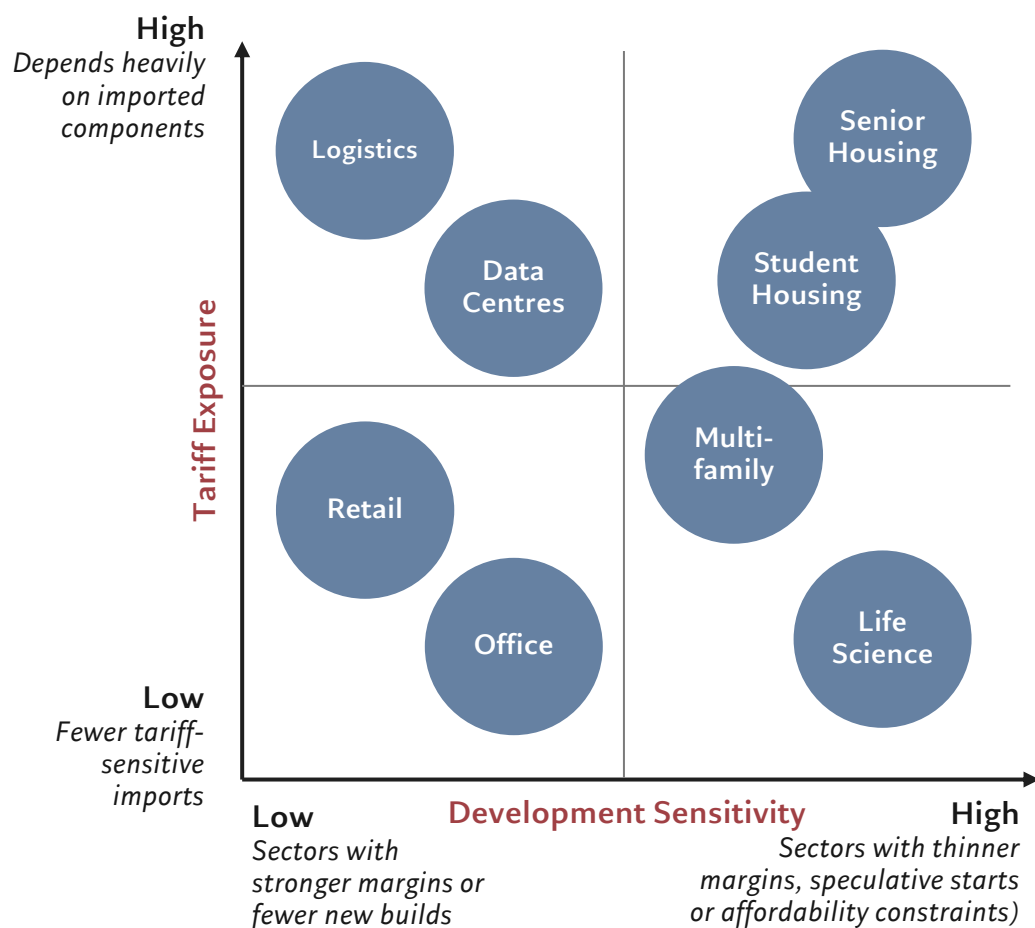 High
Depends heavily
on imported
components
Tariff Exposure
Low
Fewer tariff-
sensitive
imports
Logistics
Data
Centres
Senior
Housing
Student
Housing
Multi-
family
Retail
Office
Life
Science
Low
Sectors with
stronger margins or
fewer new builds
Development Sensitivity
High
Sectors with thinner
margins, speculative starts
or affordability constraints)